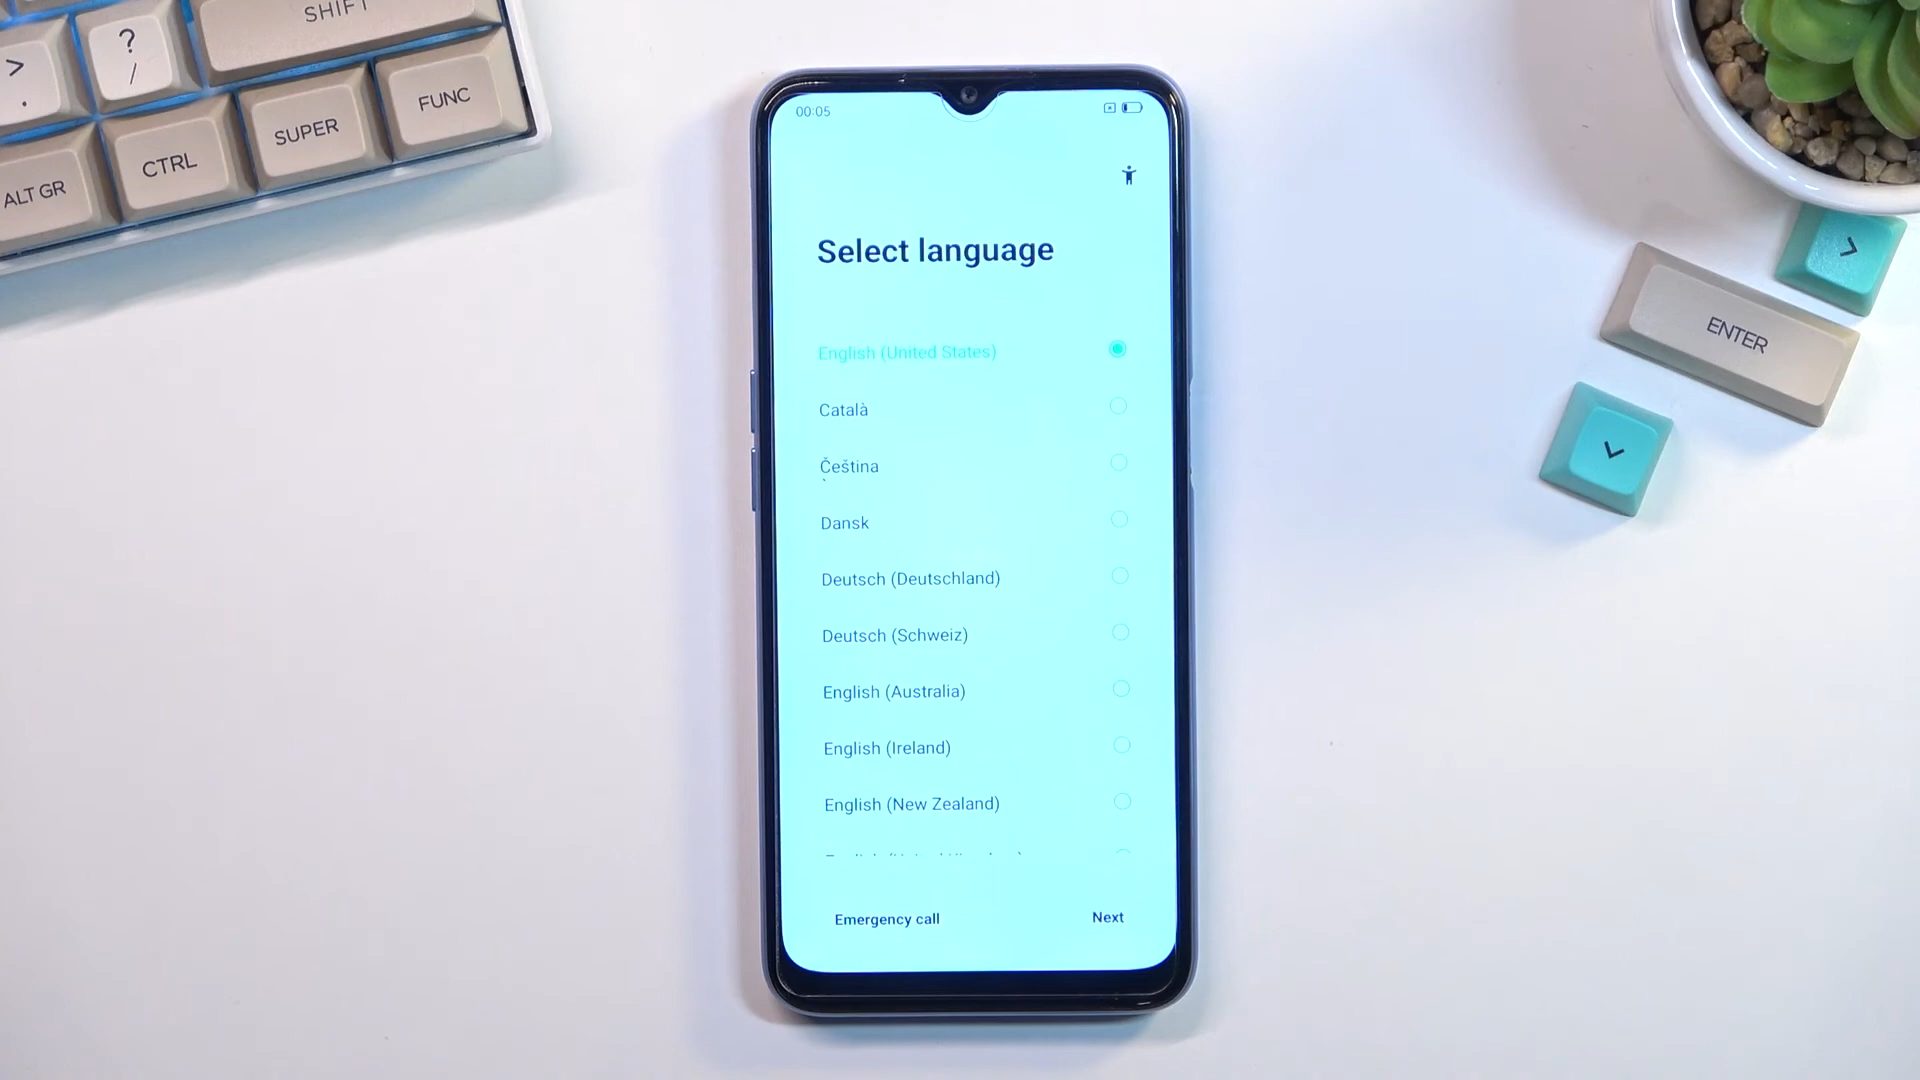 SHIFT
?
/
>
.
FUNC
SUPER
CTRL
ALT GR
00:05
Select language
English (United States)
Català
Čeština
Dansk
Deutsch (Deutschland)
Deutsch (Schweiz)
English (Australia)
English (Ireland)
English (New Zealand)
Emergency call
Next
>
ENTER